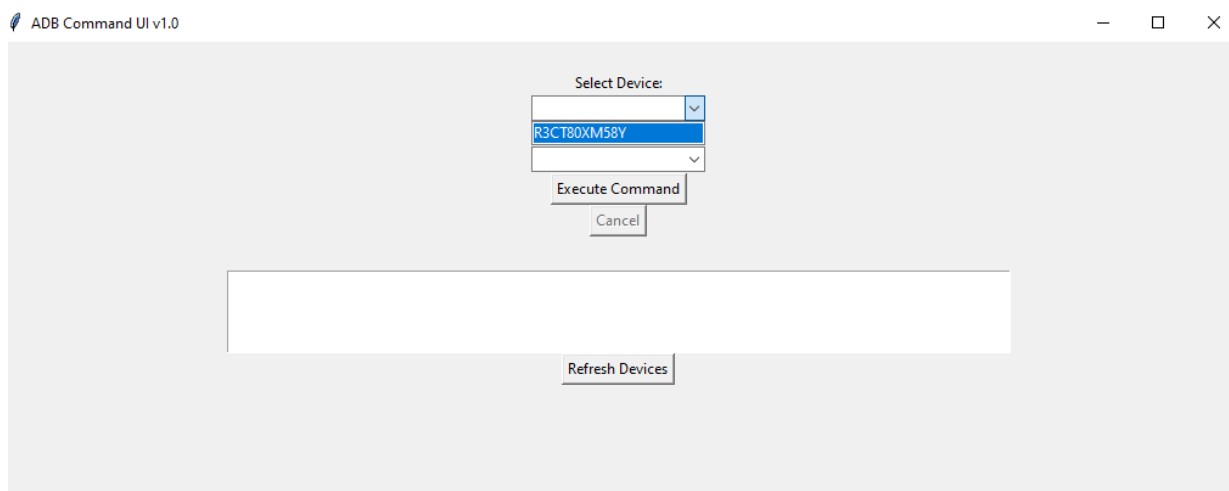 ADB Command UI v1.0
Select Device:
R3CT80XM58Y
Execute Command
Cancel
Refresh Devices